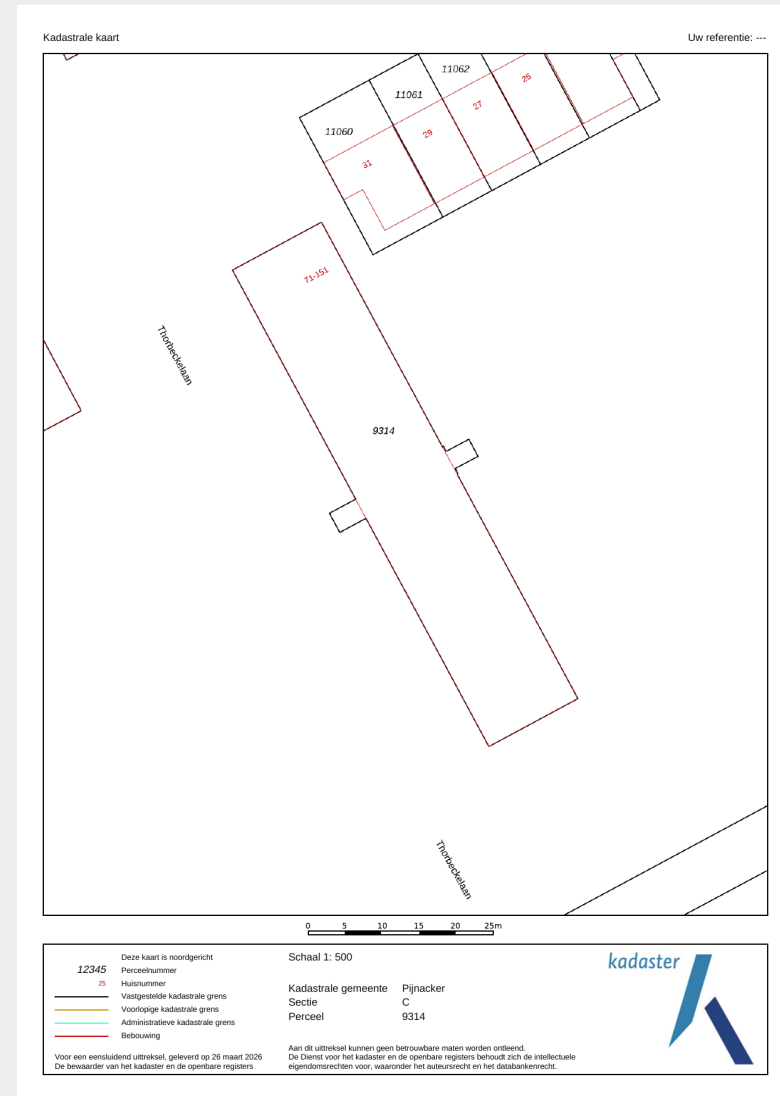 Kadastrale kaart
Uw referentie: ---
11062
25
11061
27
11060
29
31
71-151
Thorbeckelaan
9314
Thorbeckelaan
0 5 10 15 20 25m
Deze kaart is noordgericht
12345 Perceelnummer
25 Huisnummer
Vastgestelde kadastrale grens
Voorlopige kadastrale grens
Administratieve kadastrale grens
Bebouwing
Voor een eensluidend uittreksel, geleverd op 26 maart 2026
De bewaarder van het kadaster en de openbare registers
Schaal 1: 500
Kadastrale gemeente Pijnacker
Sectie C
Perceel 9314
Aan dit uittreksel kunnen geen betrouwbare maten worden ontleend.
De Dienst voor het kadaster en de openbare registers behoudt zich de intellectuele
eigendomsrechten voor, waaronder het auteursrecht en het databankenrecht.
kadaster